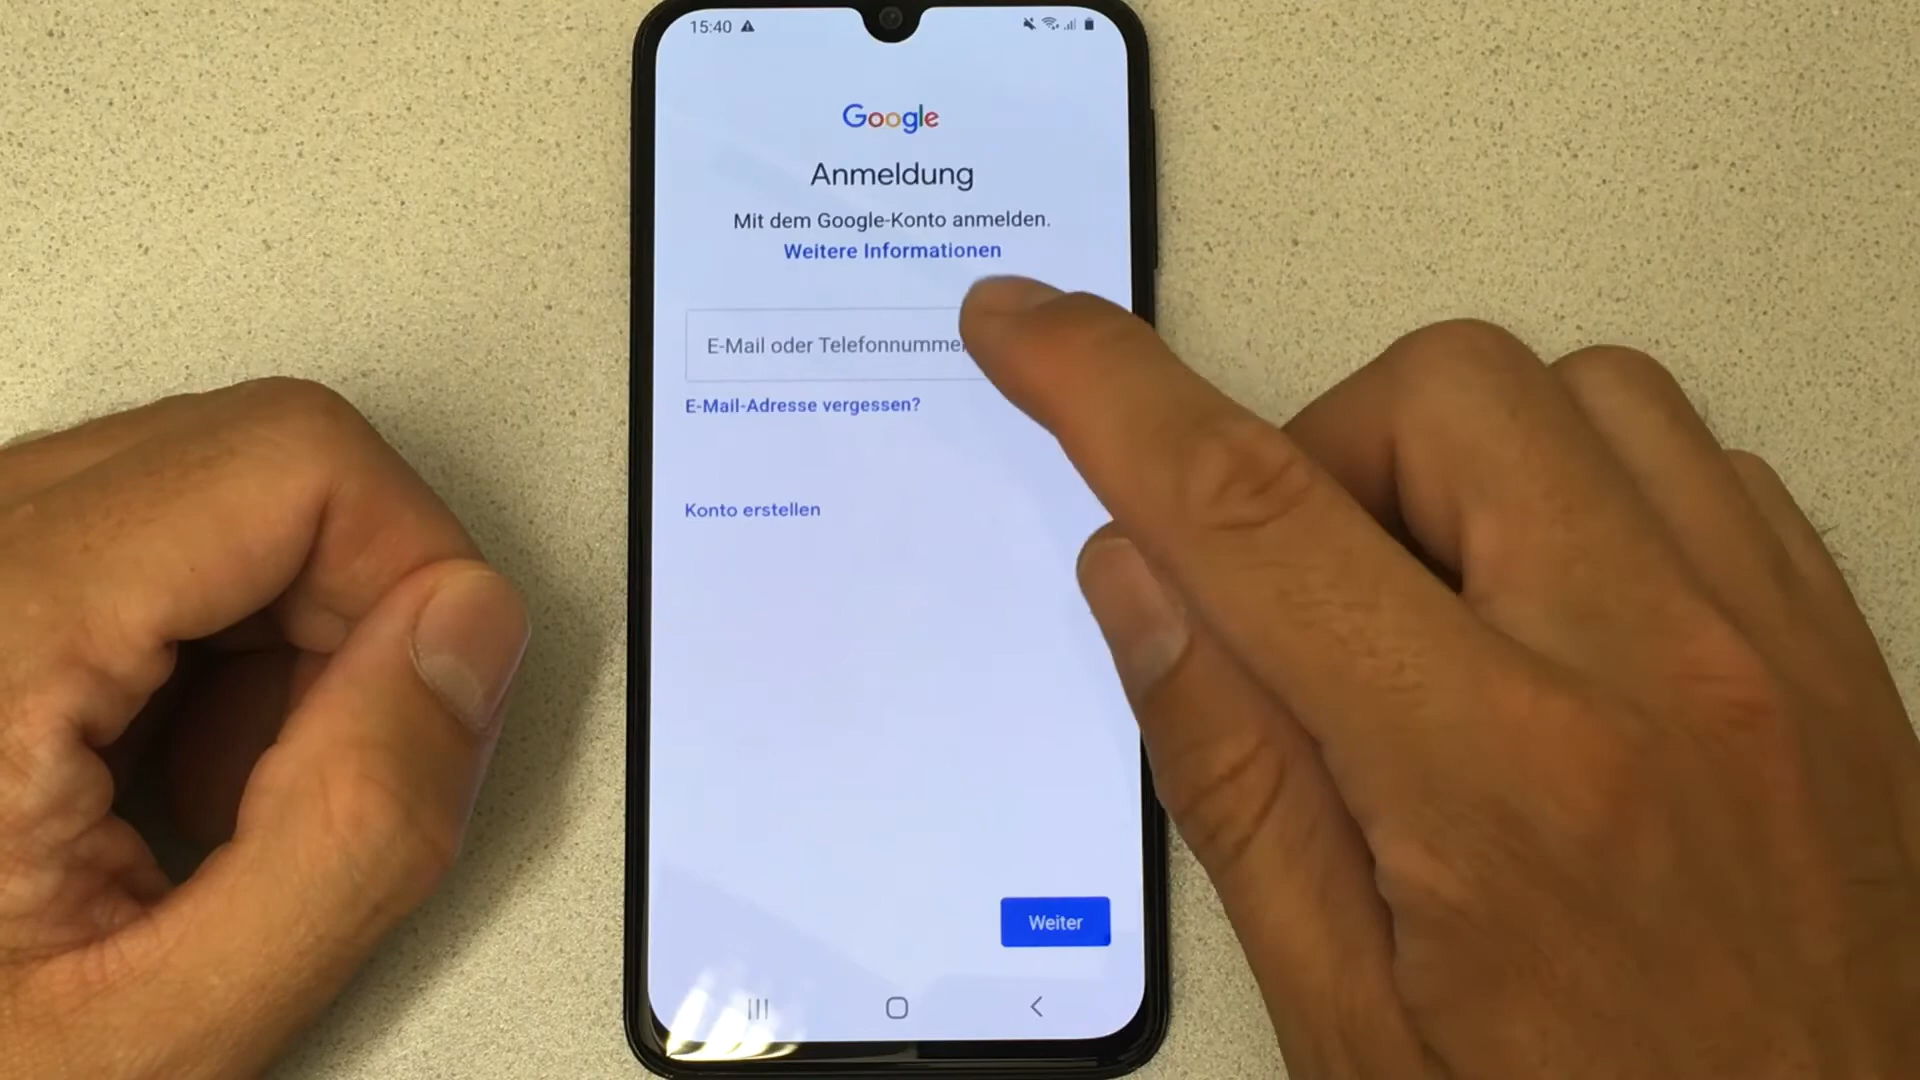 15:40
Google
Anmeldung
Mit dem Google-Konto anmelden.
Weitere Informationen
E-Mail oder Telefonnummer
E-Mail-Adresse vergessen?
Konto erstellen
Weiter